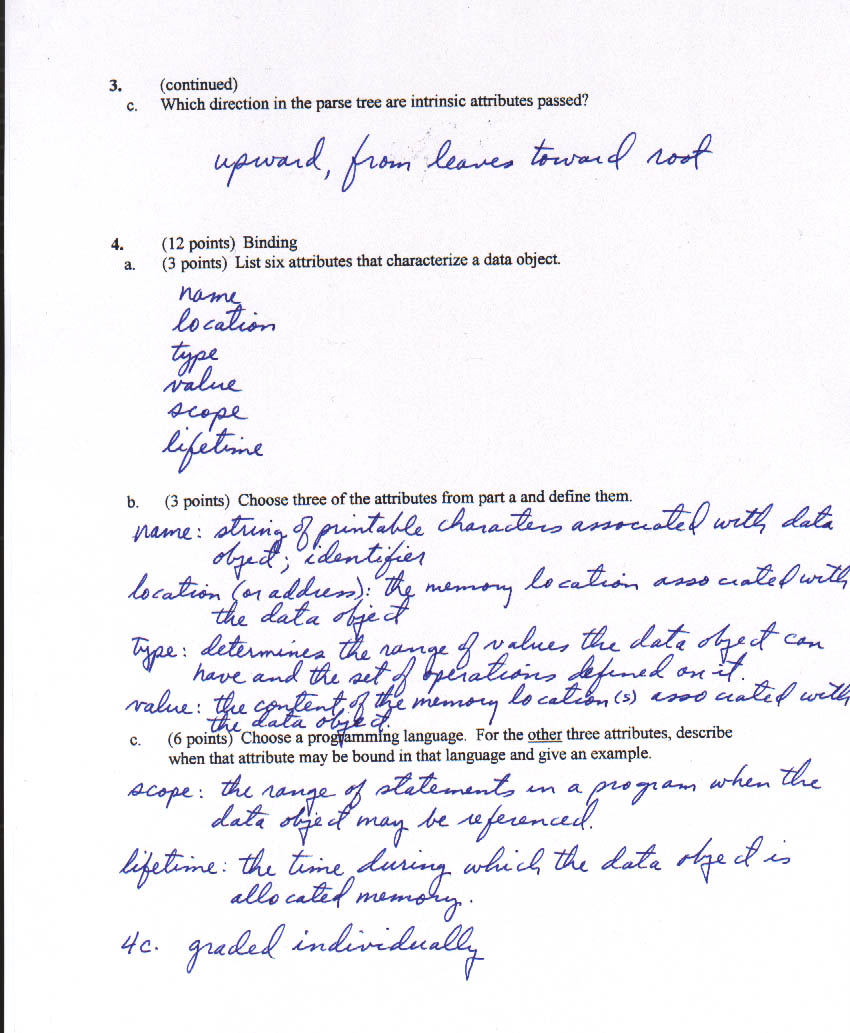 3. (continued)
c. Which direction in the parse tree are intrinsic attributes passed?
upward, from leaves toward root
4. (12 points) Binding
a. (3 points) List six attributes that characterize a data object.
name
location
type
value
scope
lifetime
b. (3 points) Choose three of the attributes from part a and define them.
name: string of printable characters associated with data
object; identifier
location (or address): the memory location associated with
the data object
Type: determines the range of values the data object can
have and the set of operations defined on it.
value: the content of the memory location(s) associated with
the data object.
c. (6 points) Choose a programming language. For the other three attributes, describe
when that attribute may be bound in that language and give an example.
scope: the range of statements in a program when the
data object may be referenced.
lifetime: the time during which the data object is
allocated memory.
4c. graded individually